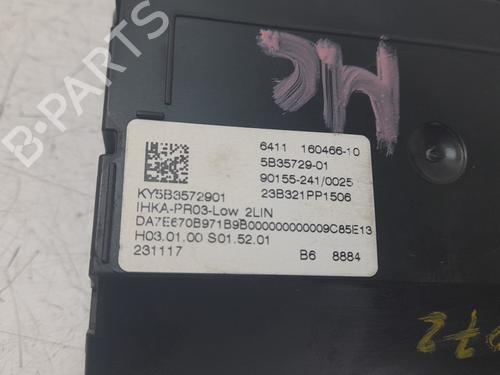 B-PARTS
JLC
6411 160466-10
5B35729-01
90155-241/0025
KY5B3572901 23B321PP1506
IHKA-PR03-Low 2LIN
DA7E670B971B9B000000000009C85E13
H03.01.00 S01.52.01
231117 B6 8884